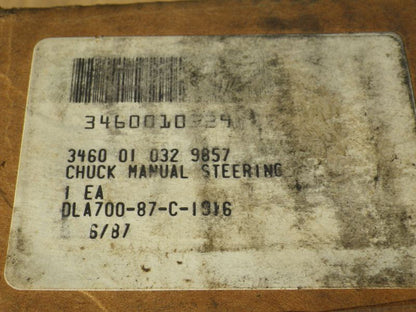 3460 01 032 9857
CHUCK MANUAL STEERING
1 EA
DLA700-87-C-1916
6/87